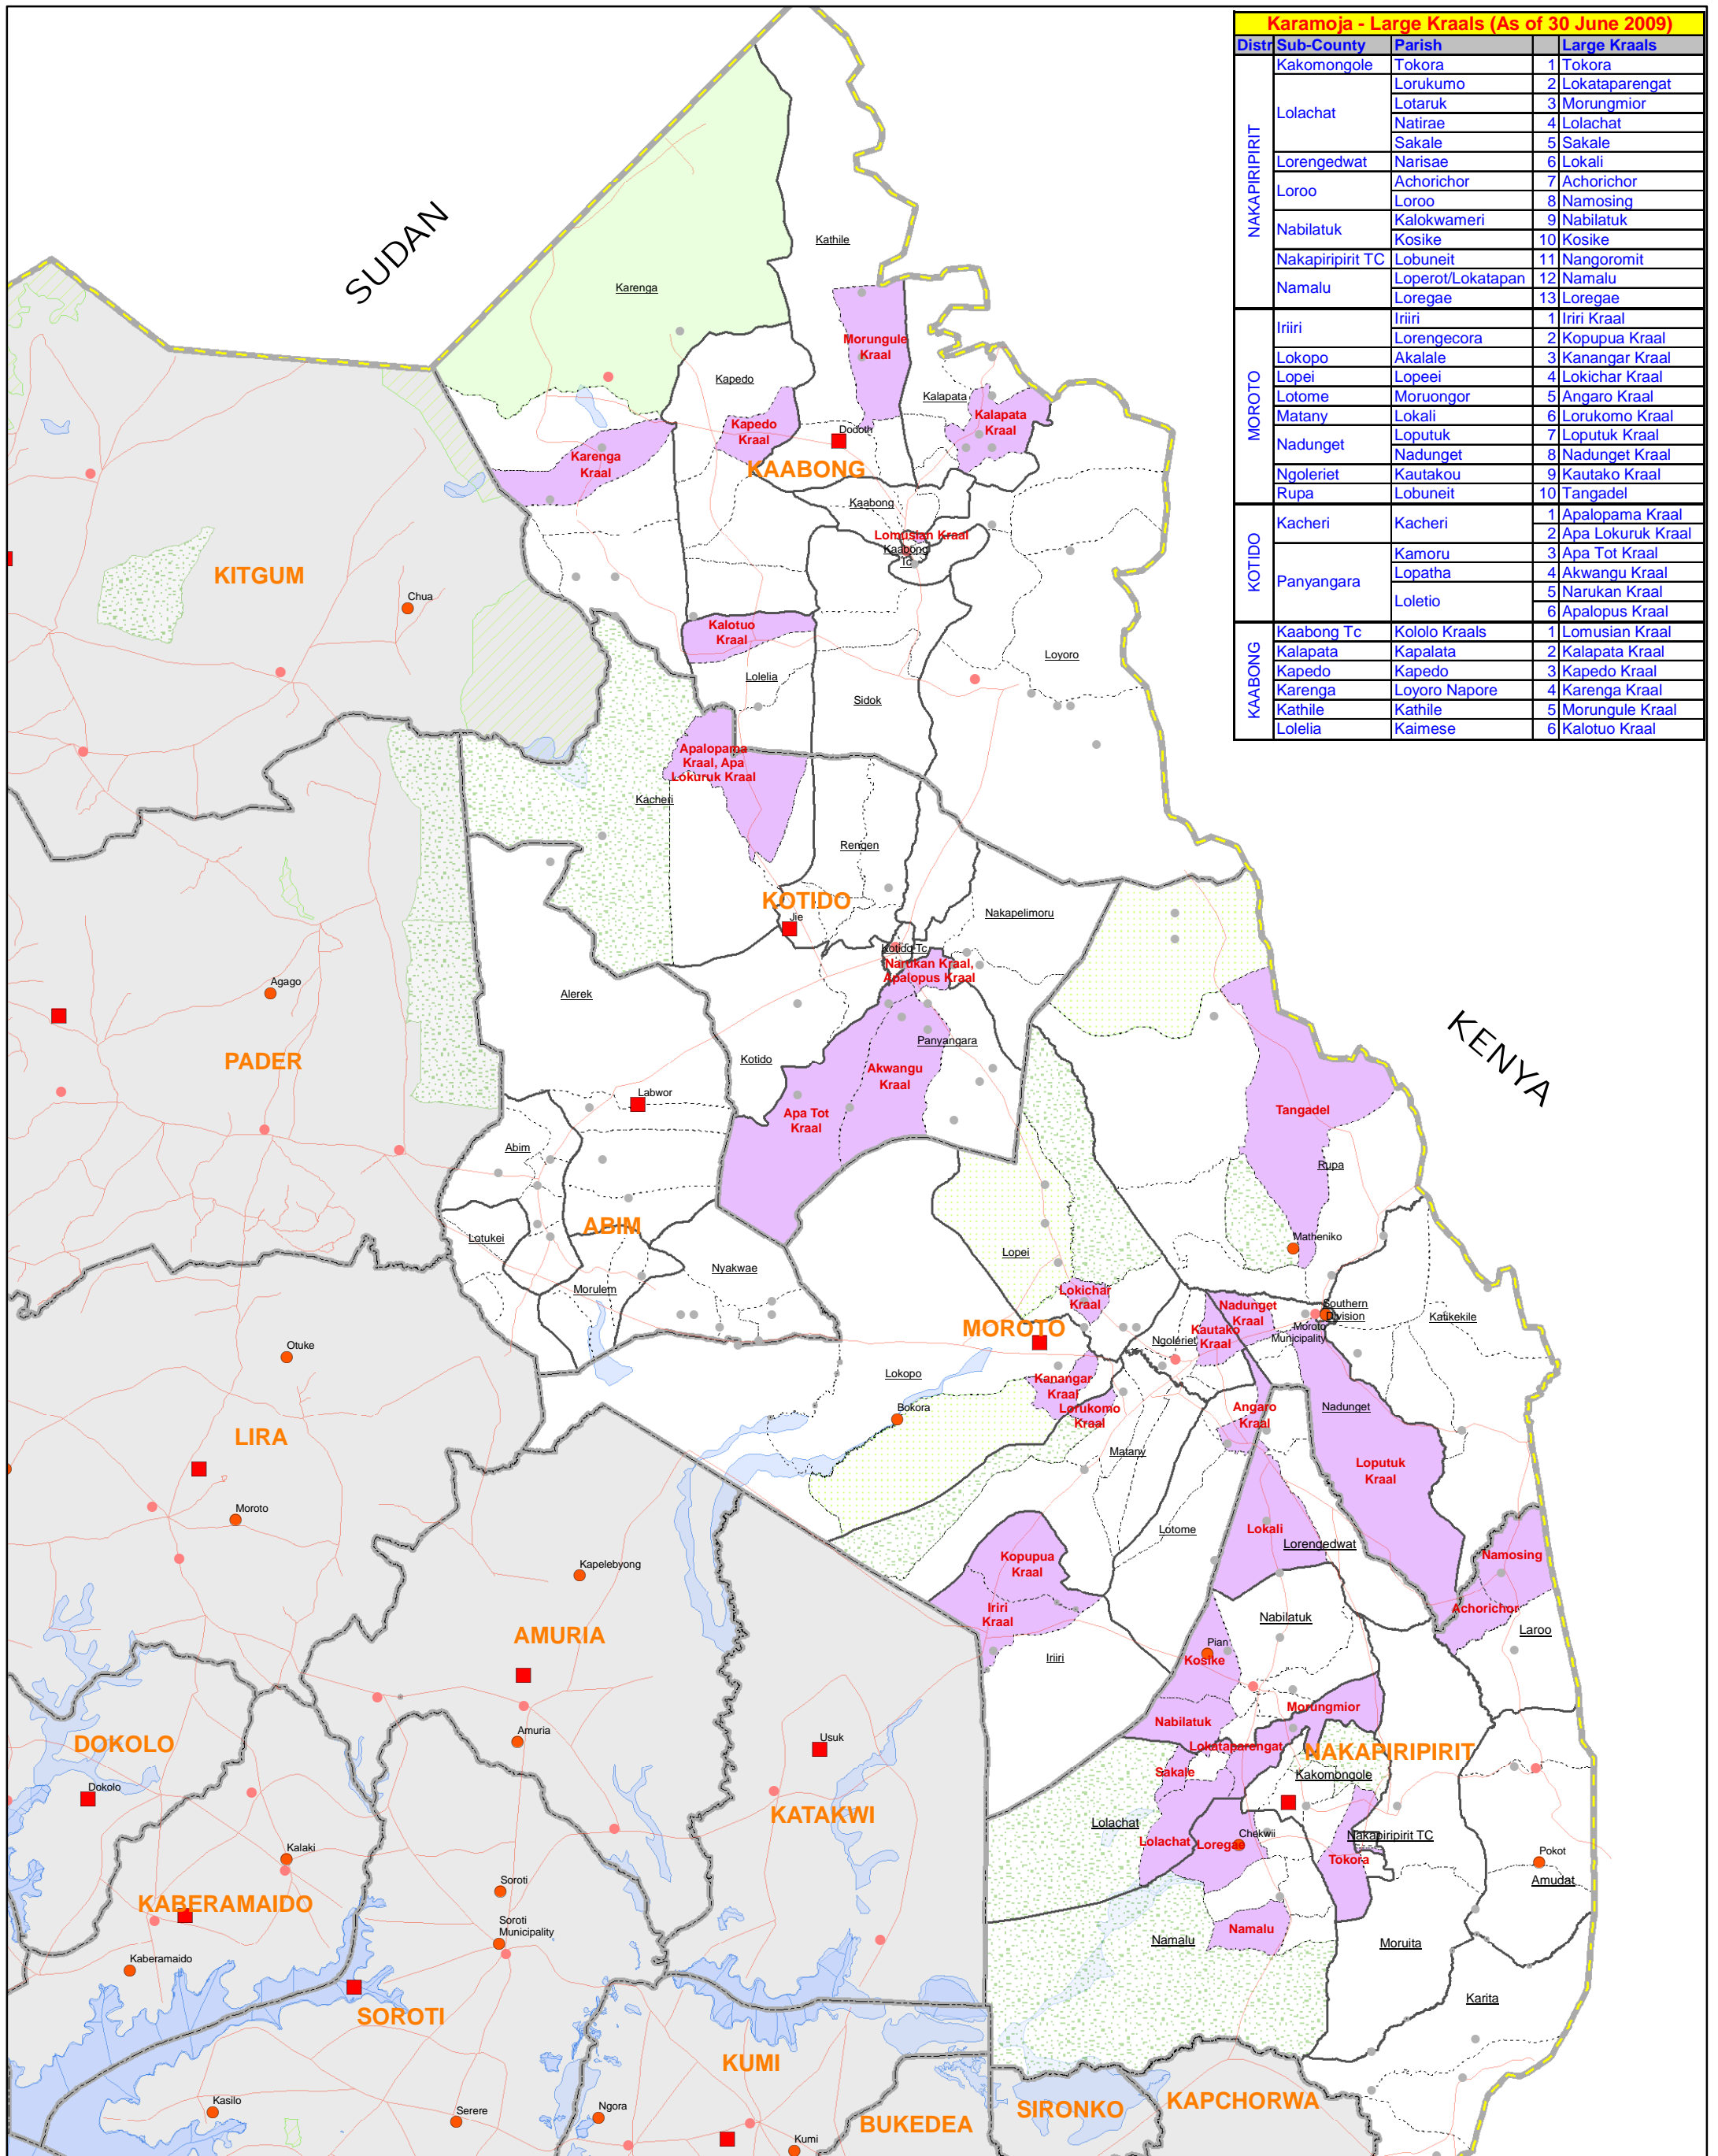 Karamoja - Large Kraals (As of 30 June 2009)
Distr Sub-County Parish Large Kraals
NAKAPIRIPIRIT
Kakomongole Tokora 1 Tokora
Lolachat Lorukumo 2 Lokataparengat
Lotaruk 3 Morungmior
Natirae 4 Lolachat
Sakale 5 Sakale
Lorengedwat Narisae 6 Lokali
Loroo Achorichor 7 Achorichor
Loroo 8 Namosing
Nabilatuk Kalokwameri 9 Nabilatuk
Kosike 10 Kosike
Nakapiripirit TC Lobuneit 11 Nangoromit
Namalu Loperot/Lokatapan 12 Namalu
Loregae 13 Loregae
MOROTO
Iriiri Iriiri 1 Iriri Kraal
Lorengecora 2 Kopupua Kraal
Lokopo Akalale 3 Kanangar Kraal
Lopei Lopeei 4 Lokichar Kraal
Lotome Moruongor 5 Angaro Kraal
Matany Lokali 6 Lorukomo Kraal
Nadunget Loputuk 7 Loputuk Kraal
Nadunget 8 Nadunget Kraal
Ngoleriet Kautakou 9 Kautako Kraal
Rupa Lobuneit 10 Tangadel
KOTIDO
Kacheri Kacheri 1 Apalopama Kraal
2 Apa Lokuruk Kraal
Panyangara Kamoru 3 Apa Tot Kraal
Lopatha 4 Akwangu Kraal
Loletio 5 Narukan Kraal
6 Apalopus Kraal
KAABONG
Kaabong Tc Kololo Kraals 1 Lomusian Kraal
Kalapata Kapalata 2 Kalapata Kraal
Kapedo Kapedo 3 Kapedo Kraal
Karenga Loyoro Napore 4 Karenga Kraal
Kathile Kathile 5 Morungule Kraal
Lolelia Kaimese 6 Kalotuo Kraal
SUDAN
KENYA
Kathile
Karenga
Morungule
Kraal
Kapedo
Kalapata
Kalapata
Kraal
Kapedo
Kraal
Dodoth
Karenga
Kraal
KAABONG
Kaabong
Lomusian Kraal
Kaabong
Tc
KITGUM
Chua
Kalotuo
Kraal
Loyoro
Lolelia
Sidok
Apalopama
Kraal, Apa
Lokuruk Kraal
Kacheri
Rengen
KOTIDO
Jie
Nakapelimoru
Kotido Tc
Narukan Kraal,
Apalopus Kraal
Agago
Alerek
Panyangara
PADER
Kotido
Akwangu
Kraal
Labwor
Apa Tot
Kraal
Tangadel
Abim
Rupa
ABIM
Lotukei
Matheniko
Lopei
Nyakwae
Morulem
Lokichar
Kraal
Nadunget
Kraal
Southern
Division
Katikekile
MOROTO
Kautako
Kraal
Moroto
Municipality
Ngoleriet
Otuke
Lokopo
Kanangar
Kraal
Lorukomo
Kraal
Bokora
Angaro
Kraal
Nadunget
LIRA
Matany
Loputuk
Kraal
Moroto
Lotome
Lokali
Lorengedwat
Kopupua
Kraal
Namosing
Kapelebyong
Iriri
Kraal
Achorichor
Nabilatuk
Laroo
AMURIA
Pian
Kosike
Iriiri
Morungmior
Nabilatuk
DOKOLO
Amuria
Usuk
Lokataparengat
NAKAPIRIPIRIT
Sakale
Kakomongole
Dokolo
KATAKWI
Lolachat
Lolachat
Loregae
Chekwii
Nakapiripirit TC
Kalaki
Tokora
Pokot
Amudat
Soroti
KABERAMAIDO
Soroti
Municipality
Namalu
Namalu
Moruita
Kaberamaido
Karita
SOROTI
KUMI
SIRONKO
KAPCHORWA
Kasilo
Serere
Ngora
BUKEDEA
Kumi